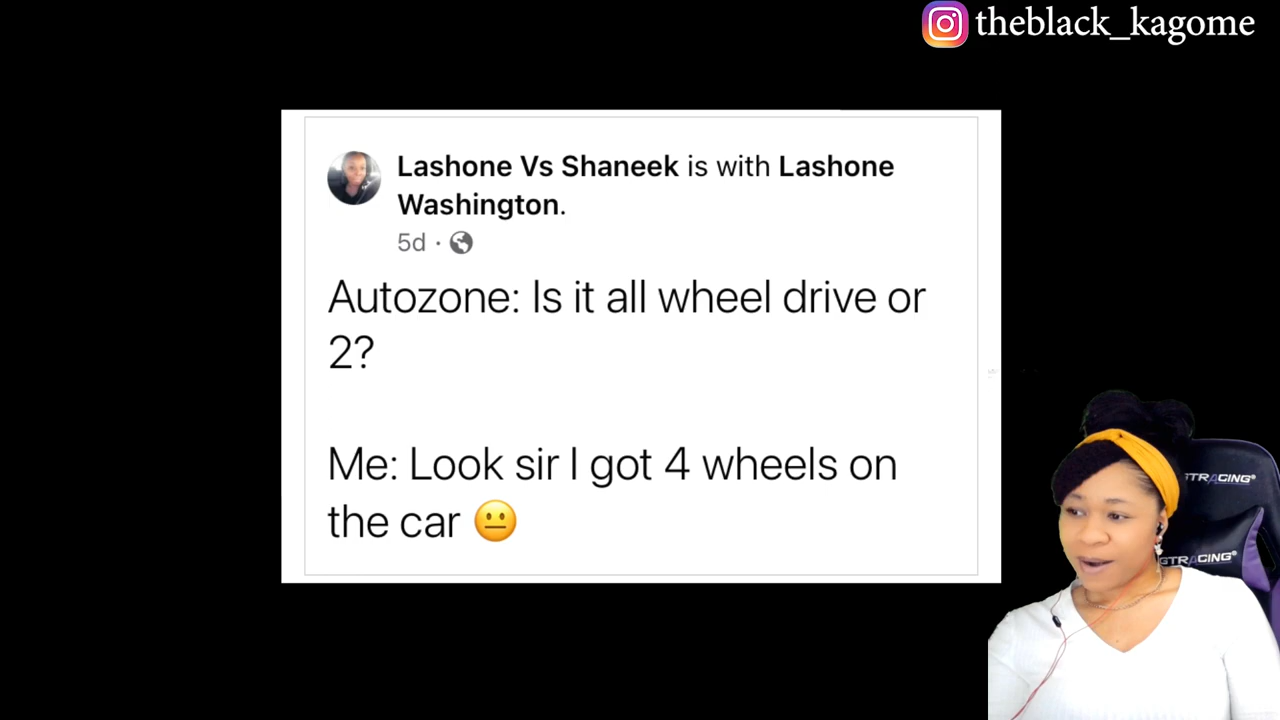 theblack_kagome
Lashone Vs Shaneek is with Lashone
Washington.
5d ·
Autozone: Is it all wheel drive or
2?
Me: Look sir I got 4 wheels on
the car 😐
GTRACING®
GTRACING®